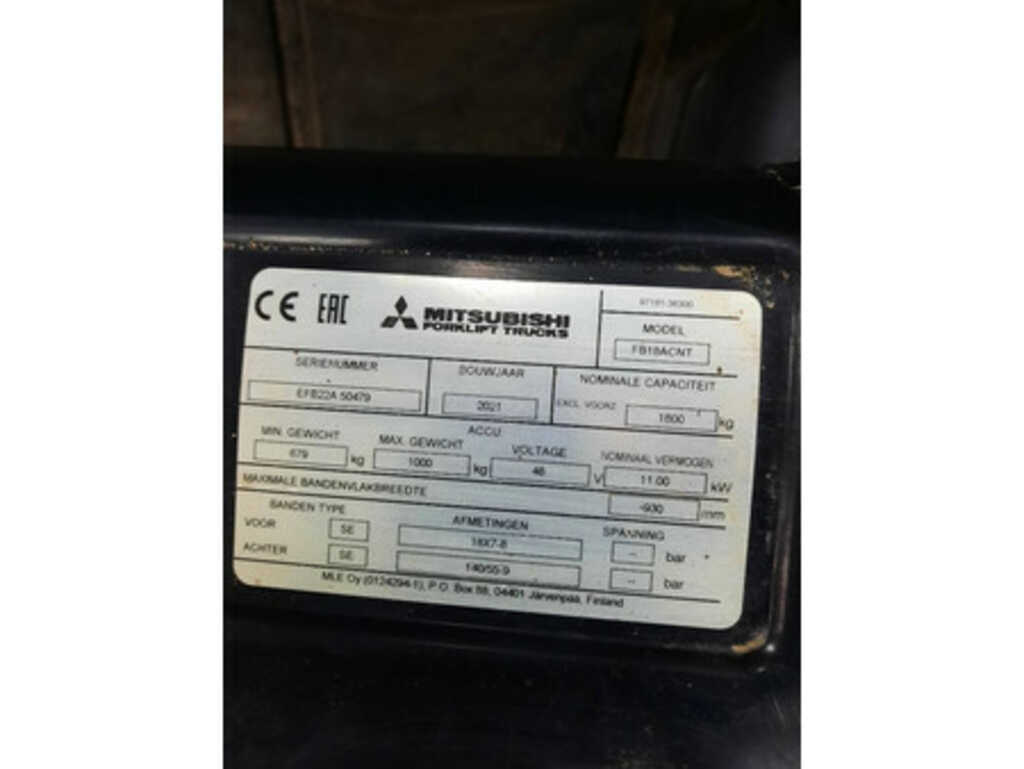 CE EAC MITSUBISHI
FORKLIFT TRUCKS
MODEL
FB18ACNT
SERIENUMMER
EFB22A 50479
BOUWJAAR
2021
NOMINALE CAPACITEIT
EXCL. VOORZ. 1800 kg
ACCU
MIN. GEWICHT MAX. GEWICHT VOLTAGE NOMINAAL VERMOGEN
679 kg 1000 kg 48 V 11.00 kW
MAXIMALE BANDENVLAKBREEDTE -930 mm
BANDEN TYPE AFMETINGEN SPANNING
VOOR SE 18X7-8 -- bar
ACHTER SE 140/55-9 -- bar
MLE Oy (0124294-1), P.O. Box 88, 04401 Järvenpää, Finland